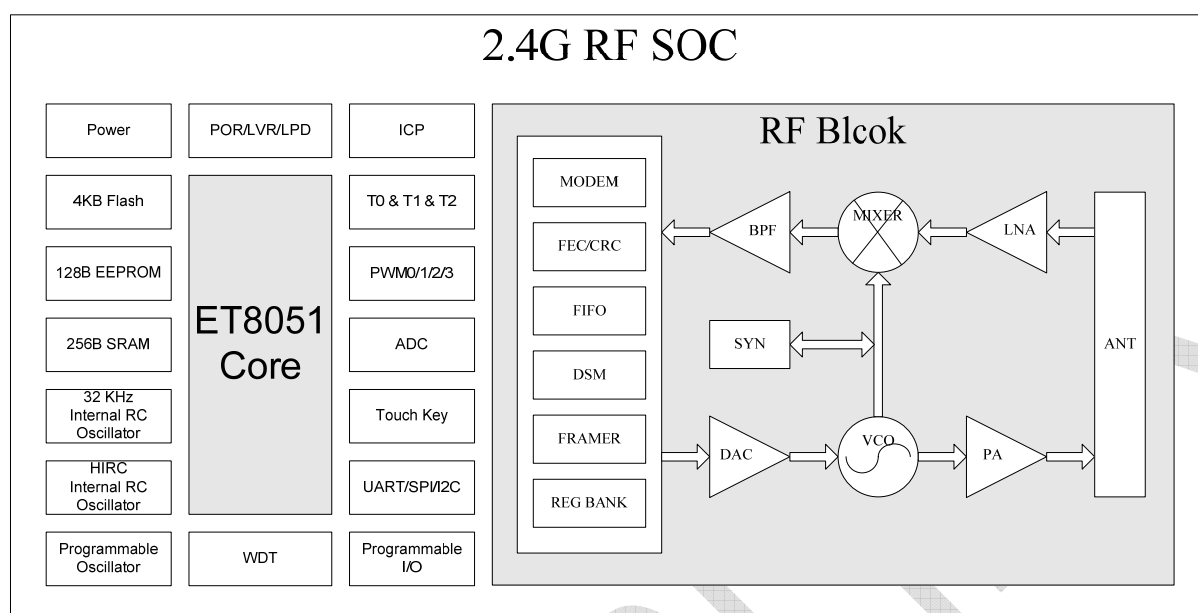 2.4G RF SOC
Power
POR/LVR/LPD
ICP
4KB Flash
128B EEPROM
256B SRAM
32 KHz
Internal RC
Oscillator
HIRC
Internal RC
Oscillator
Programmable
Oscillator
ET8051
Core
WDT
T0 & T1 & T2
PWM0/1/2/3
ADC
Touch Key
UART/SPI/I2C
Programmable
I/O
RF Blcok
MODEM
FEC/CRC
FIFO
DSM
FRAMER
REG BANK
BPF
MIXER
LNA
SYN
ANT
DAC
VCO
PA